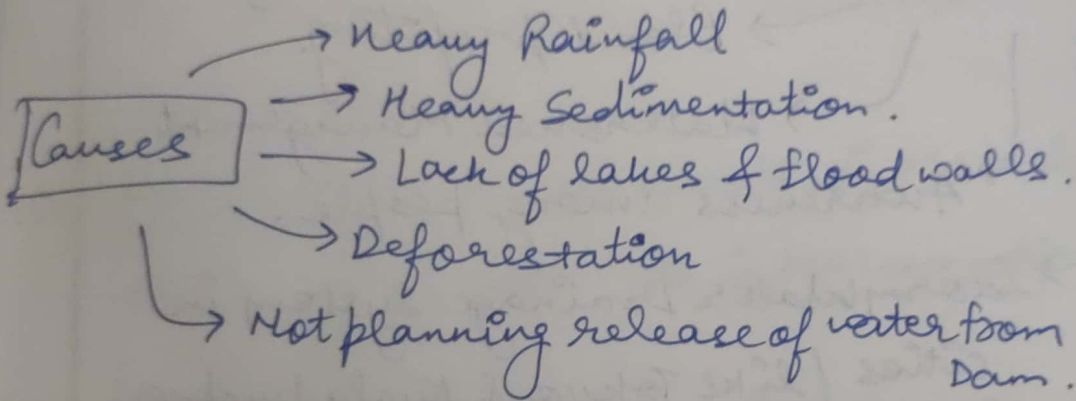 Heavy Rainfall
Heavy Sedimentation.
Causes
Lack of lakes & flood walls.
Deforestation
Not planning release of water from
Dam.